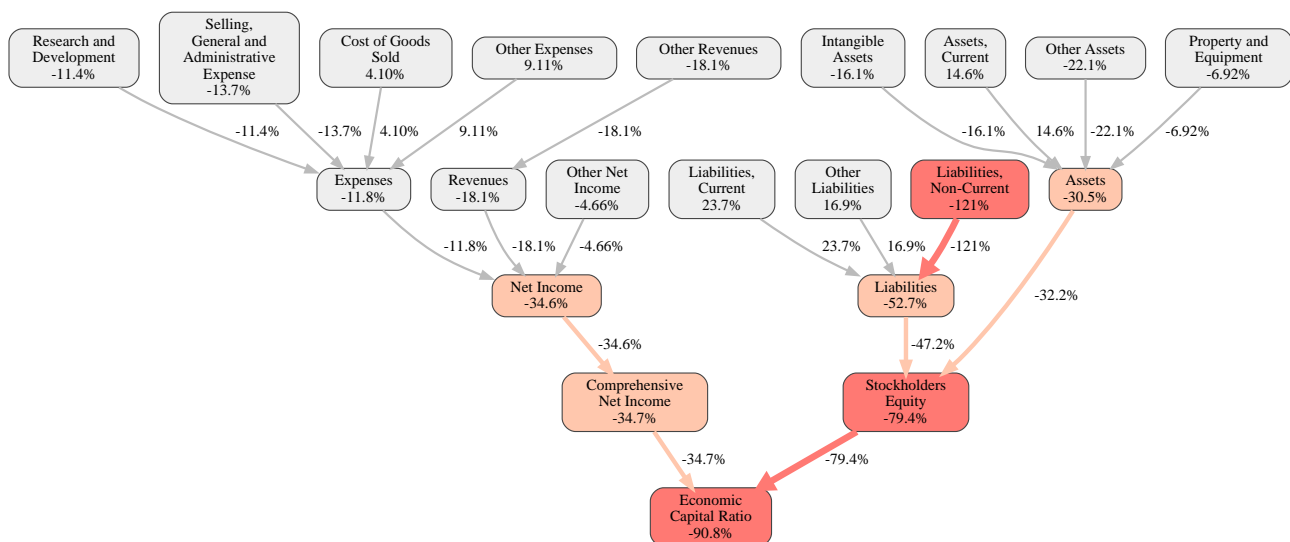 Research and
Development
-11.4%
Selling,
General and
Administrative
Expense
-13.7%
Cost of Goods
Sold
4.10%
Other Expenses
9.11%
Other Revenues
-18.1%
Intangible
Assets
-16.1%
Assets,
Current
14.6%
Other Assets
-22.1%
Property and
Equipment
-6.92%
-11.4%
-13.7%
4.10%
9.11%
-18.1%
-16.1%
14.6%
-22.1%
-6.92%
Expenses
-11.8%
Revenues
-18.1%
Other Net
Income
-4.66%
Liabilities,
Current
23.7%
Other
Liabilities
16.9%
Liabilities,
Non-Current
-121%
Assets
-30.5%
-11.8%
-18.1%
-4.66%
23.7%
16.9%
-121%
Net Income
-34.6%
Liabilities
-52.7%
-32.2%
-34.6%
-47.2%
Comprehensive
Net Income
-34.7%
Stockholders
Equity
-79.4%
-34.7%
-79.4%
Economic
Capital Ratio
-90.8%